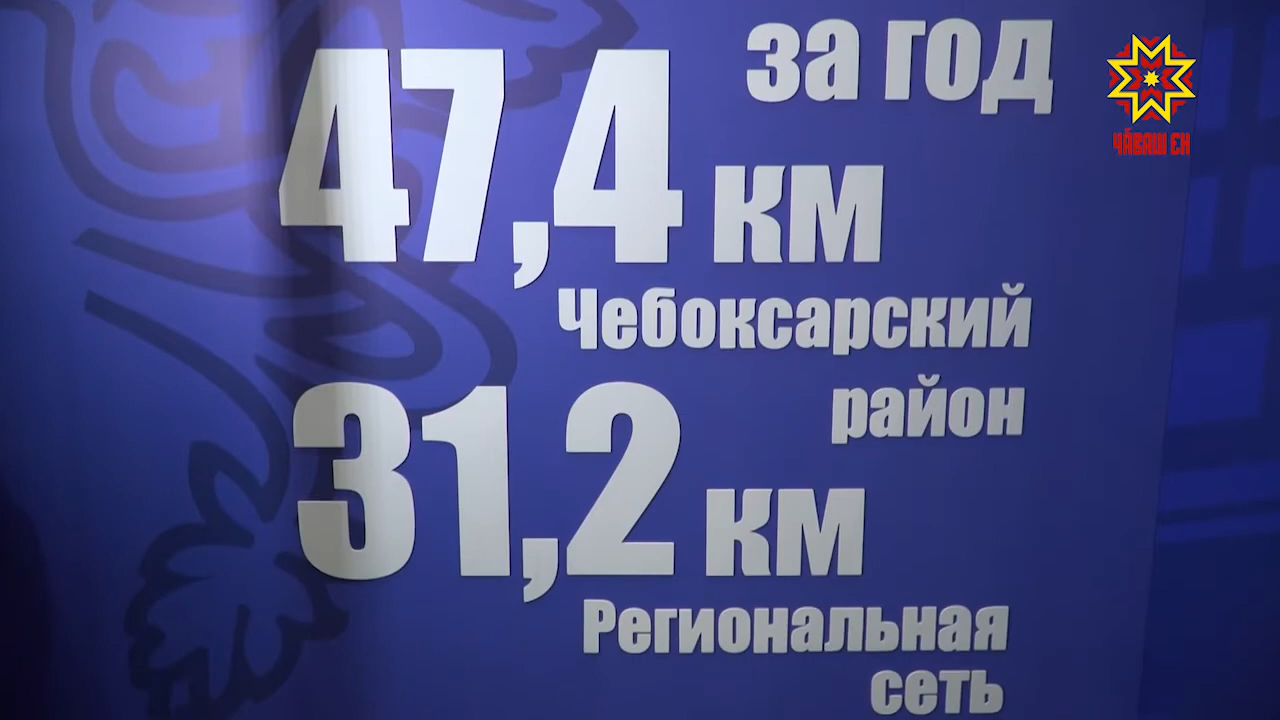 за год
47,4 км
Чебоксарский
район
31,2 км
Региональная
сеть
ЧӐВАШ ЕН